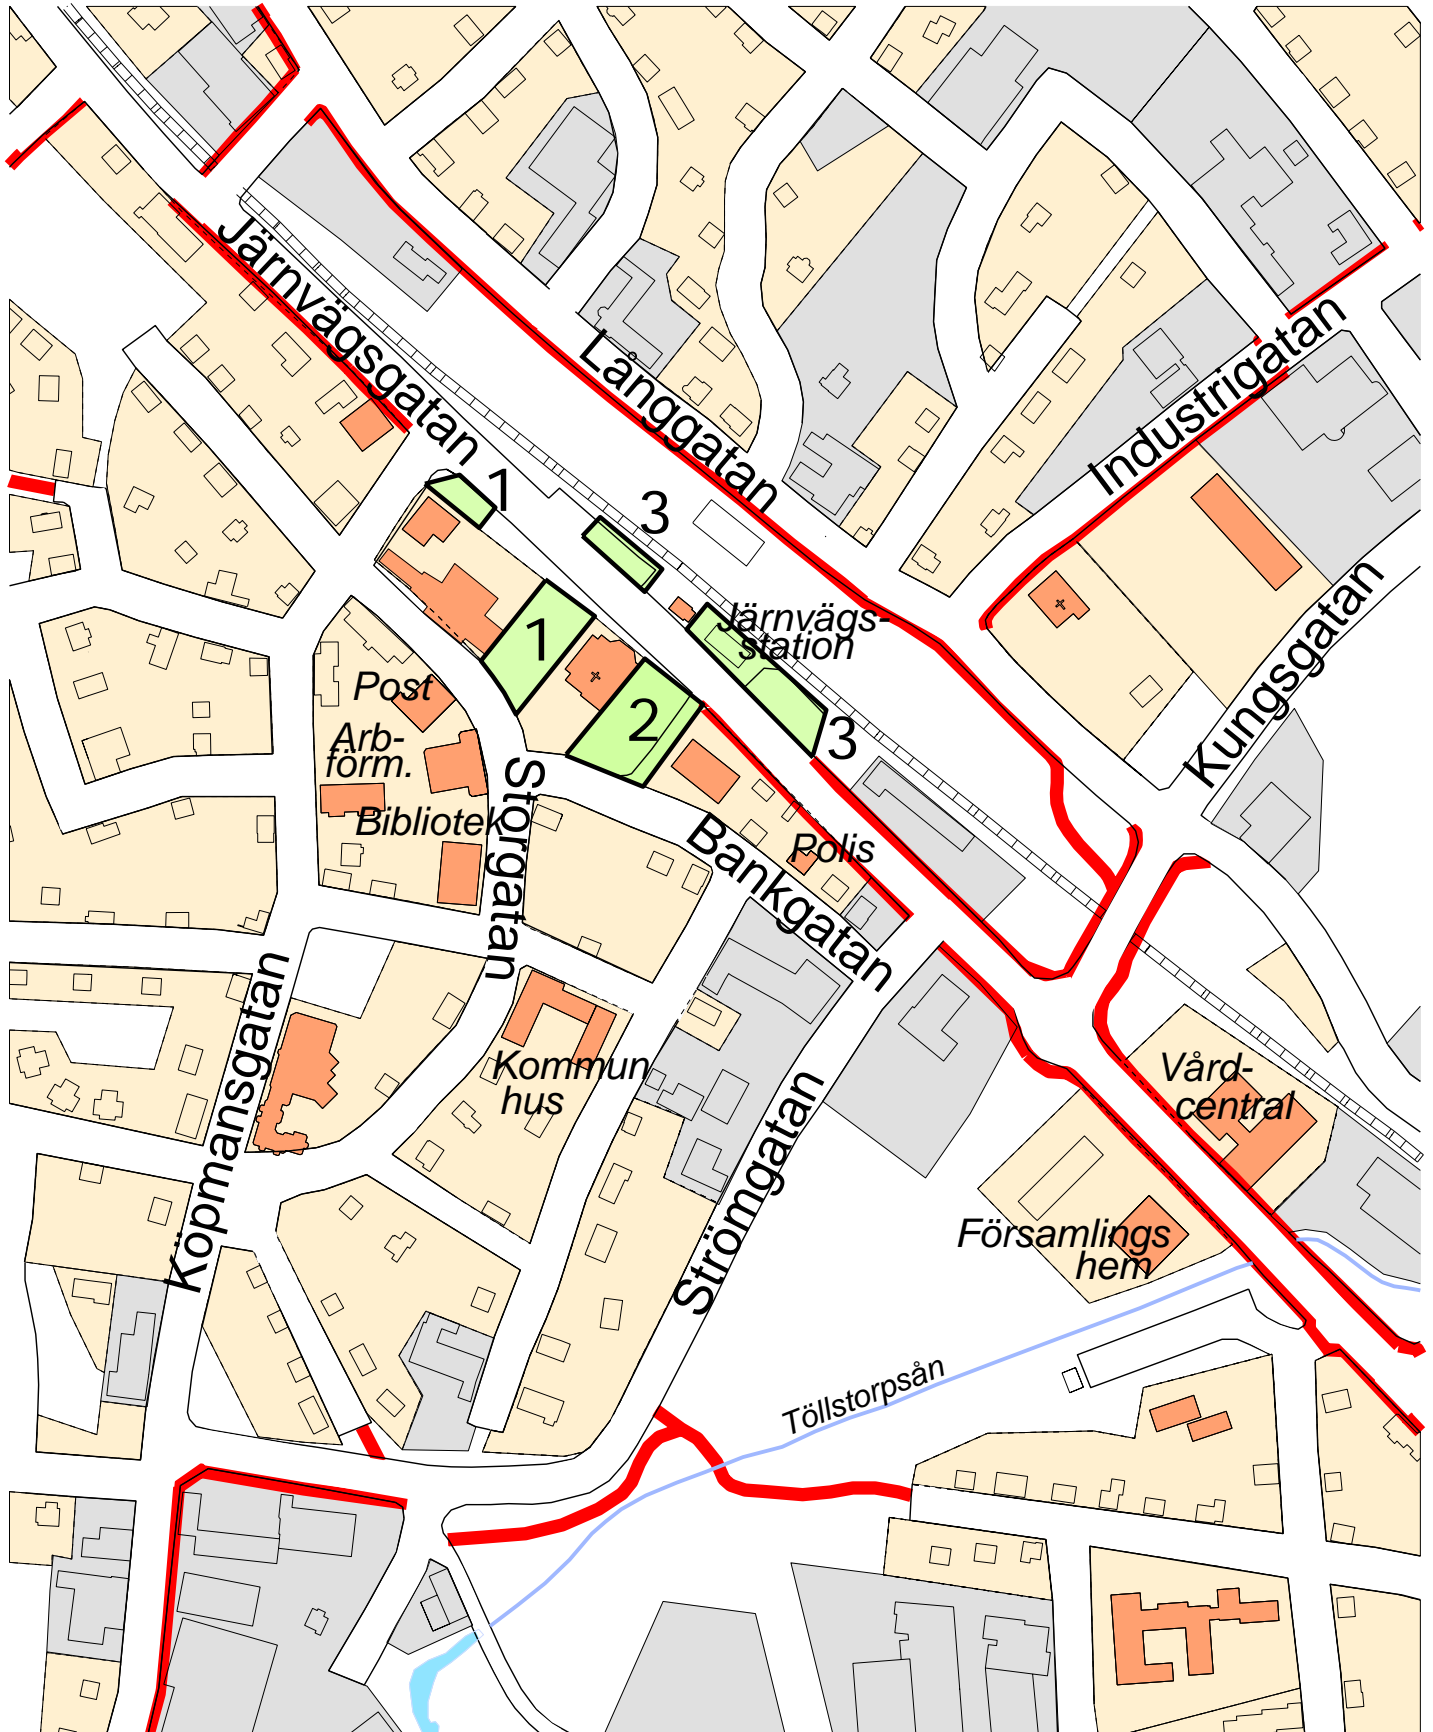 Järnvägsgatan
Långgatan
Industrigatan
1
3
Kungsgatan
Järnvägs-
station
1
Post
2
3
Arb-
förm.
Storgatan
Bibliotek
Bankgatan
Polis
Köpmansgatan
Kommun
hus
Vård-
central
Strömgatan
Församlings
hem
Töllstorpsån